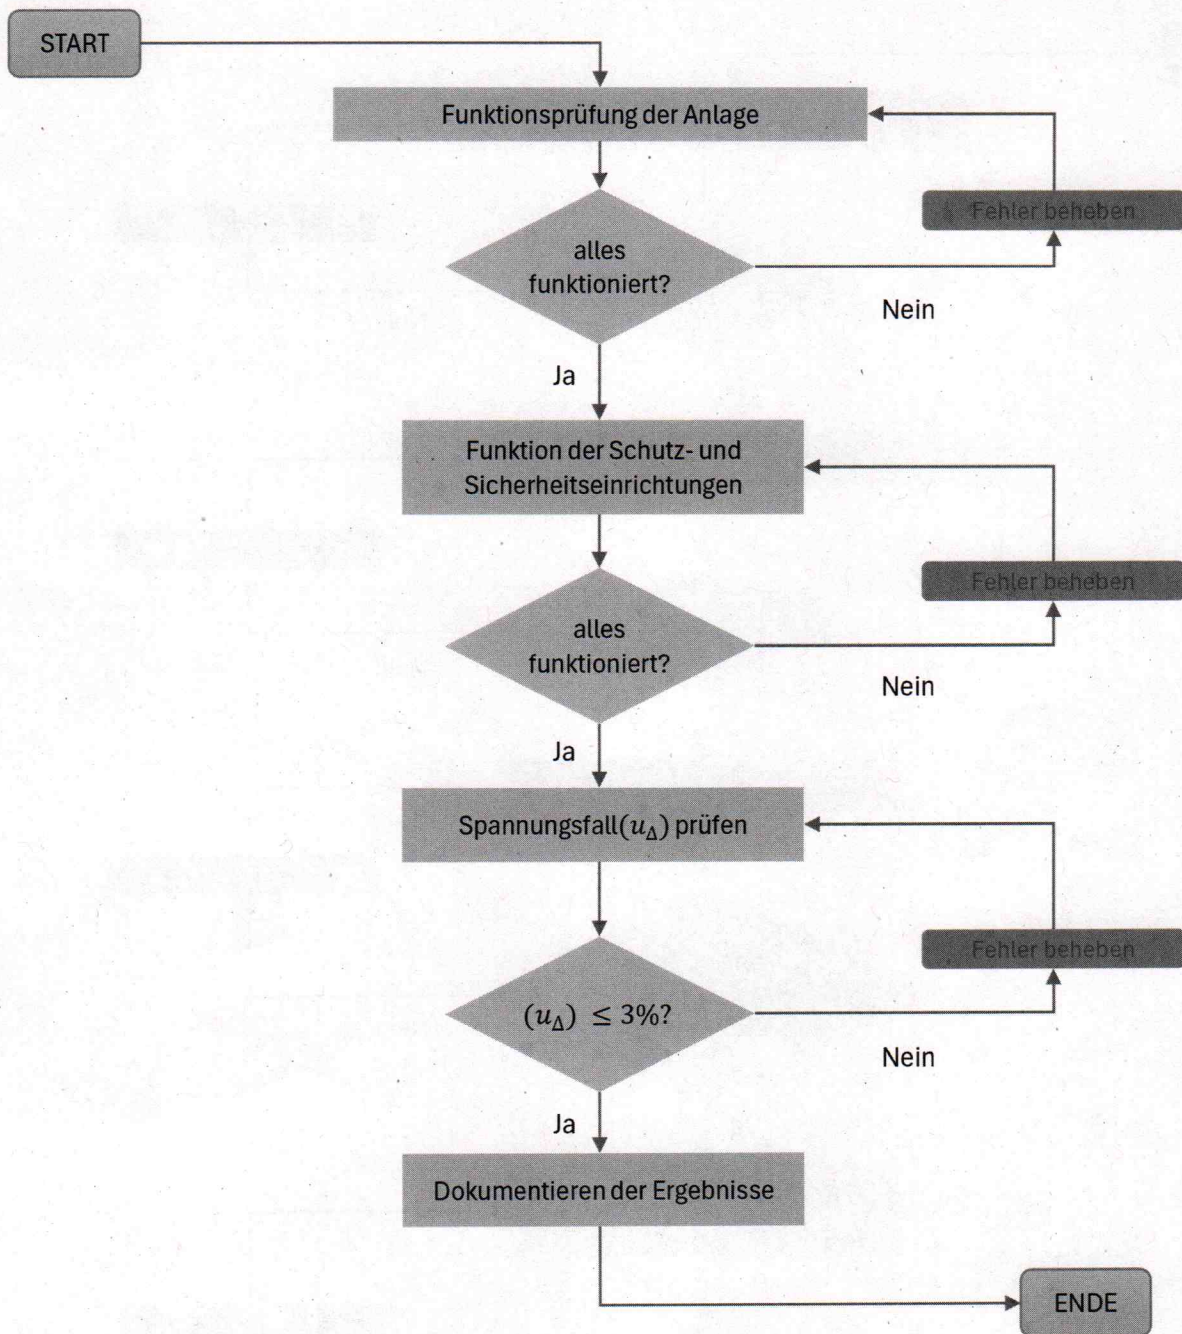 START
Funktionsprüfung der Anlage
Fehler beheben
alles
funktioniert?
Nein
Ja
Funktion der Schutz- und
Sicherheitseinrichtungen
Fehler beheben
alles
funktioniert?
Nein
Ja
Spannungsfall(u_Δ) prüfen
Fehler beheben
(u_Δ) ≤ 3%?
Nein
Ja
Dokumentieren der Ergebnisse
ENDE